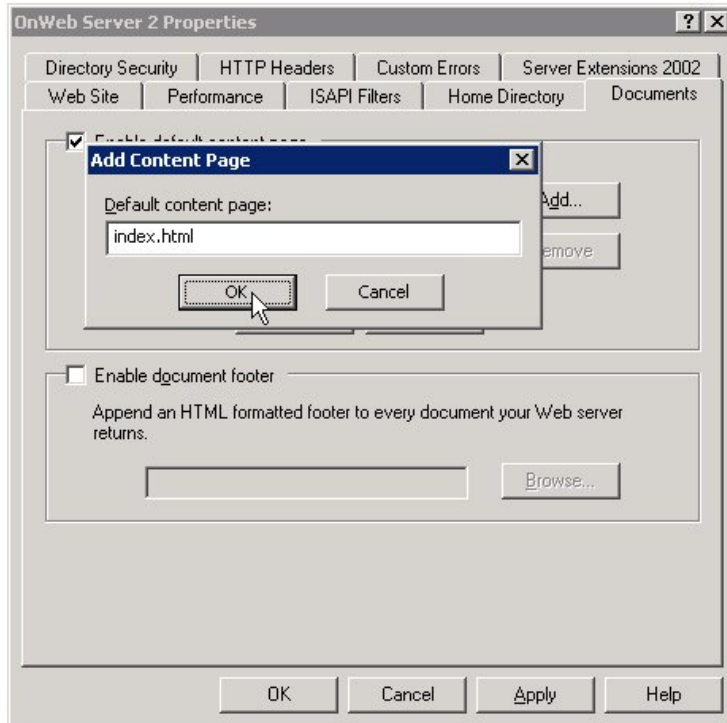 OnWeb Server 2 Properties
Directory Security
HTTP Headers
Custom Errors
Server Extensions 2002
Web Site
Performance
ISAPI Filters
Home Directory
Documents
Add Content Page
Default content page:
index.html
OK
Cancel
Add...
emove
Enable document footer
Append an HTML formatted footer to every document your Web server
returns.
Browse...
OK
Cancel
Apply
Help